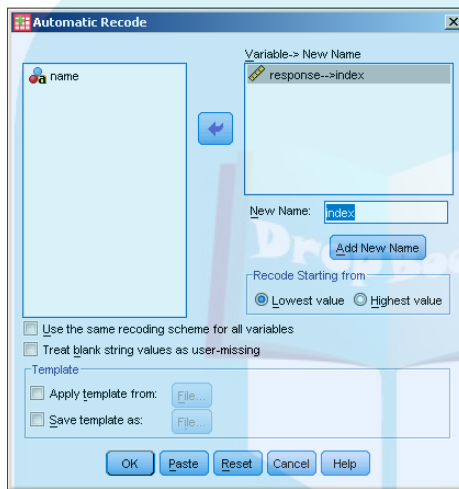 Automatic Recode
Variable-> New Name
name
response-->index
New Name: index
Add New Name
Recode Starting from
Lowest value Highest value
Use the same recoding scheme for all variables
Treat blank string values as user-missing
Template
Apply template from: File...
Save template as: File...
OK Paste Reset Cancel Help